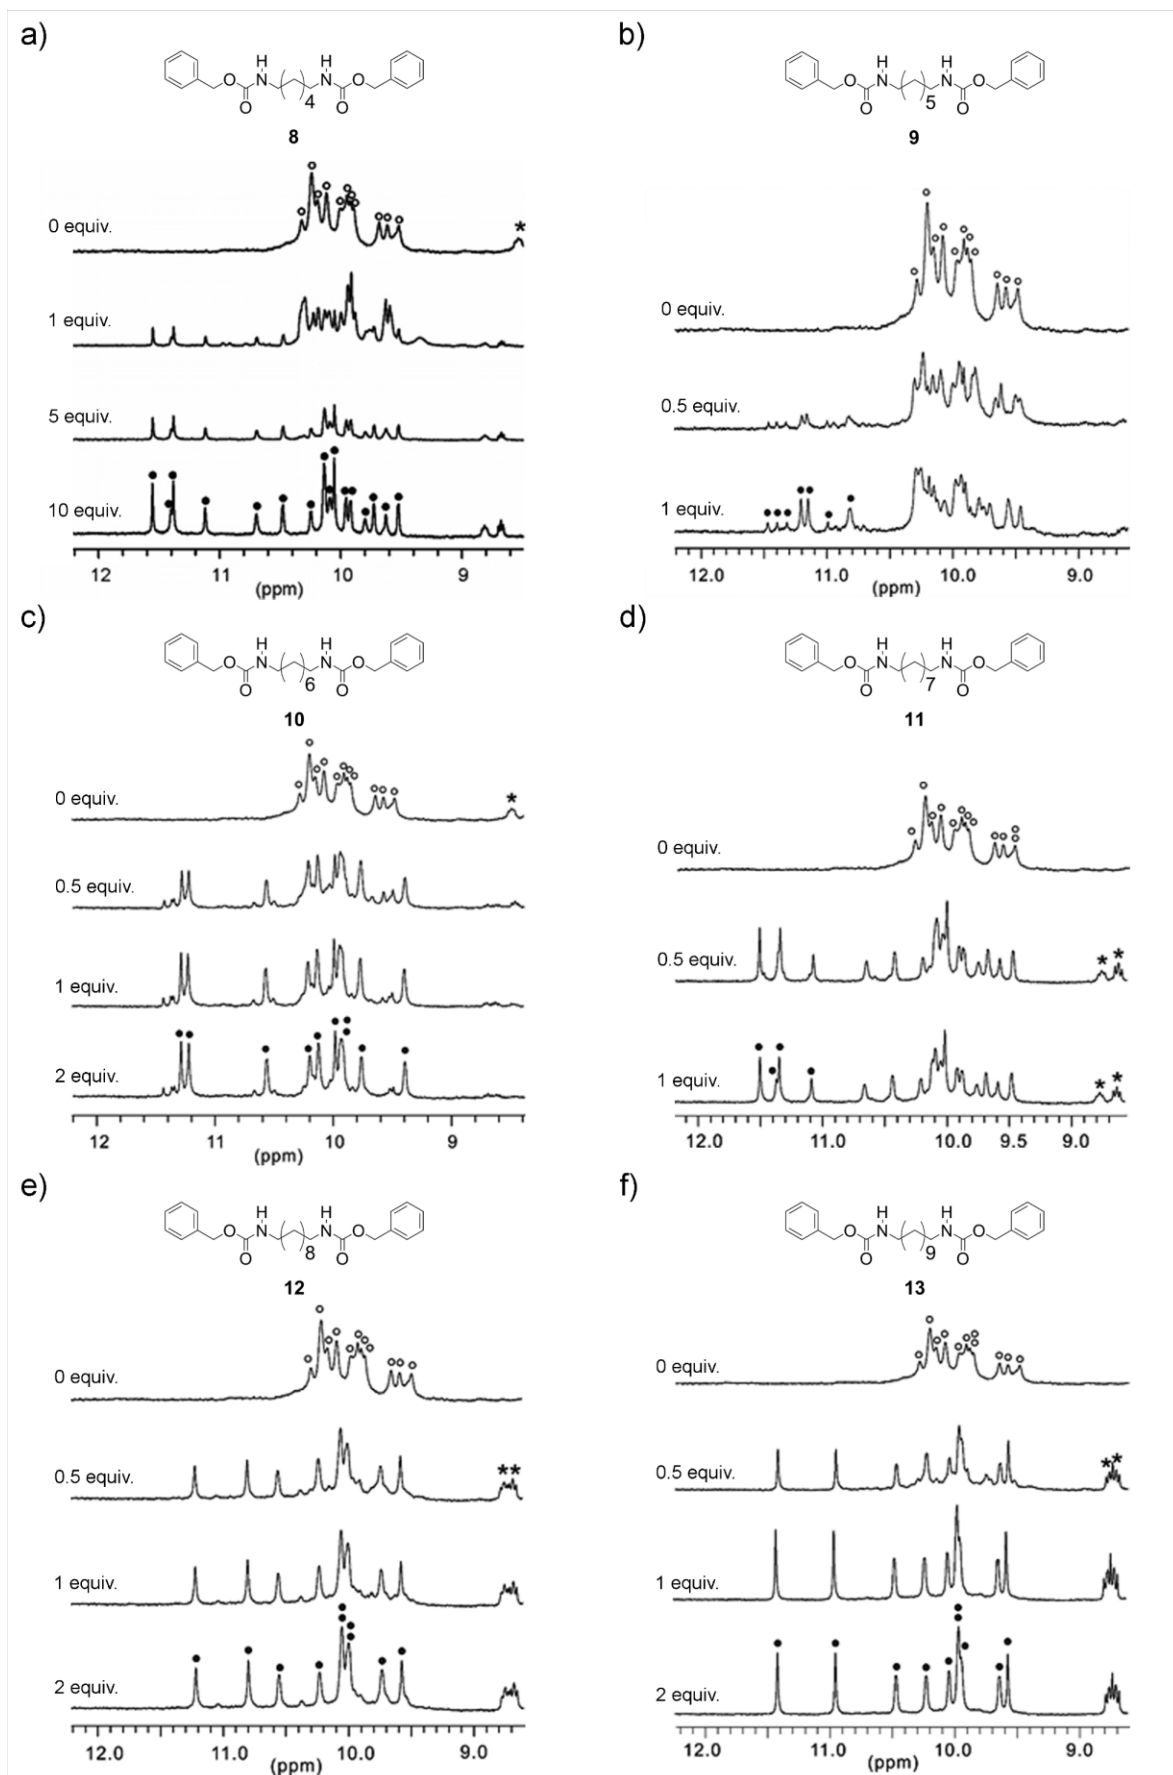 a)
H H
N N
O O
O O
4
8
0 equiv.
*
1 equiv.
5 equiv.
10 equiv.
12 11 10 9
(ppm)
b)
H H
N N
O O
O O
5
9
0 equiv.
0.5 equiv.
1 equiv.
12.0 11.0 10.0 9.0
(ppm)
c)
H H
N N
O O
O O
6
10
0 equiv.
*
0.5 equiv.
1 equiv.
2 equiv.
12 11 10 9
(ppm)
d)
H H
N N
O O
O O
7
11
0 equiv.
0.5 equiv.
* *
1 equiv.
* *
12.0 11.0 10.0 9.5 9.0
e)
H H
N N
O O
O O
8
12
0 equiv.
0.5 equiv.
**
1 equiv.
2 equiv.
12.0 11.0 10.0 9.0
(ppm)
f)
H H
N N
O O
O O
9
13
0 equiv.
0.5 equiv.
* *
1 equiv.
2 equiv.
12.0 11.0 10.0 9.0
(ppm)